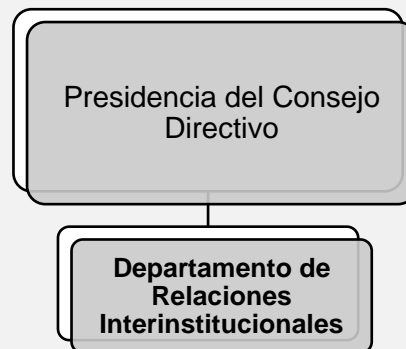 Presidencia del Consejo
Directivo
Departamento de
Relaciones
Interinstitucionales